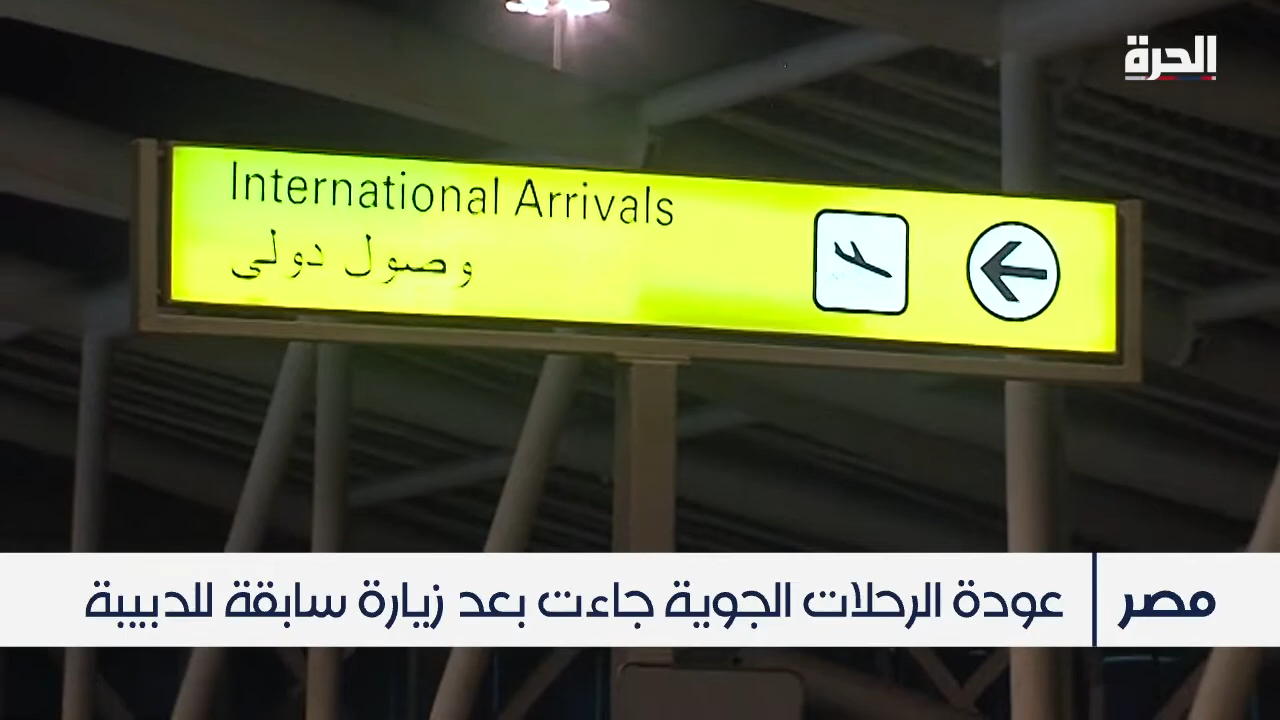 الحرة
International Arrivals
وصول دولى
مصر | عودة الرحلات الجوية جاءت بعد زيارة سابقة للدبيبة